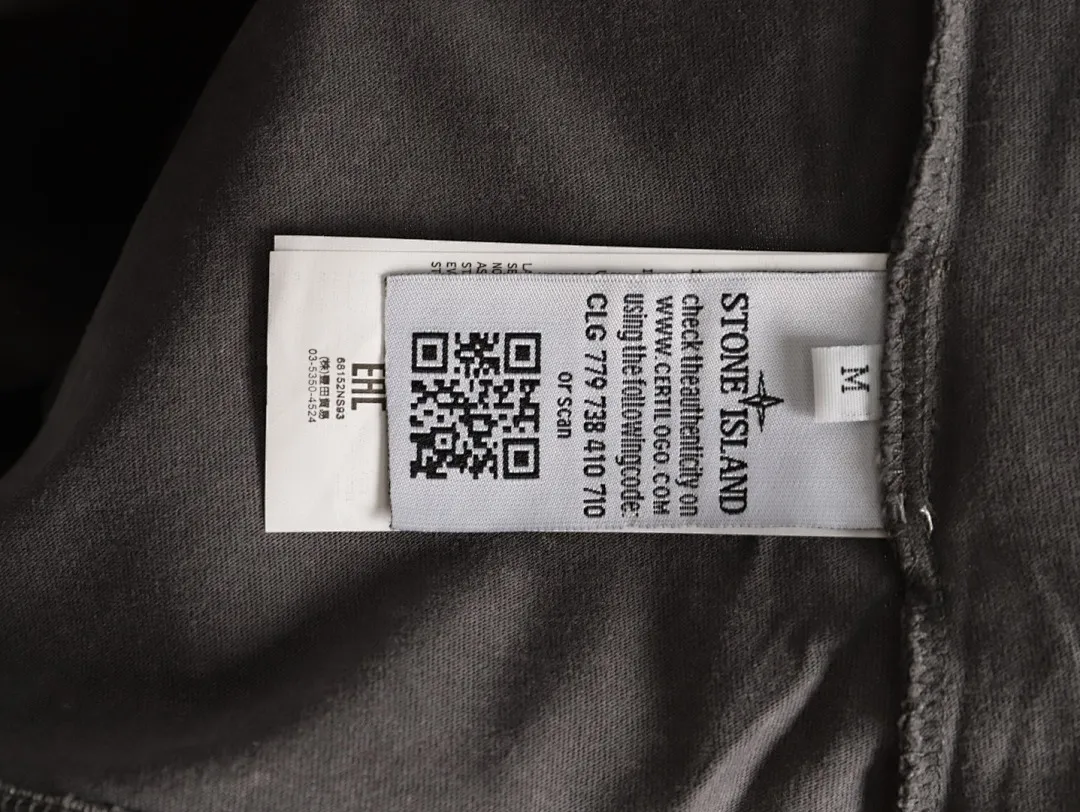 M
STONE ISLAND
check the authenticity on
WWW.CERTILOGO.COM
using the following code:
CLG 779 738 410 710
or scan
EAC
68152NS93
(株)豊田貿易
03-5350-4524